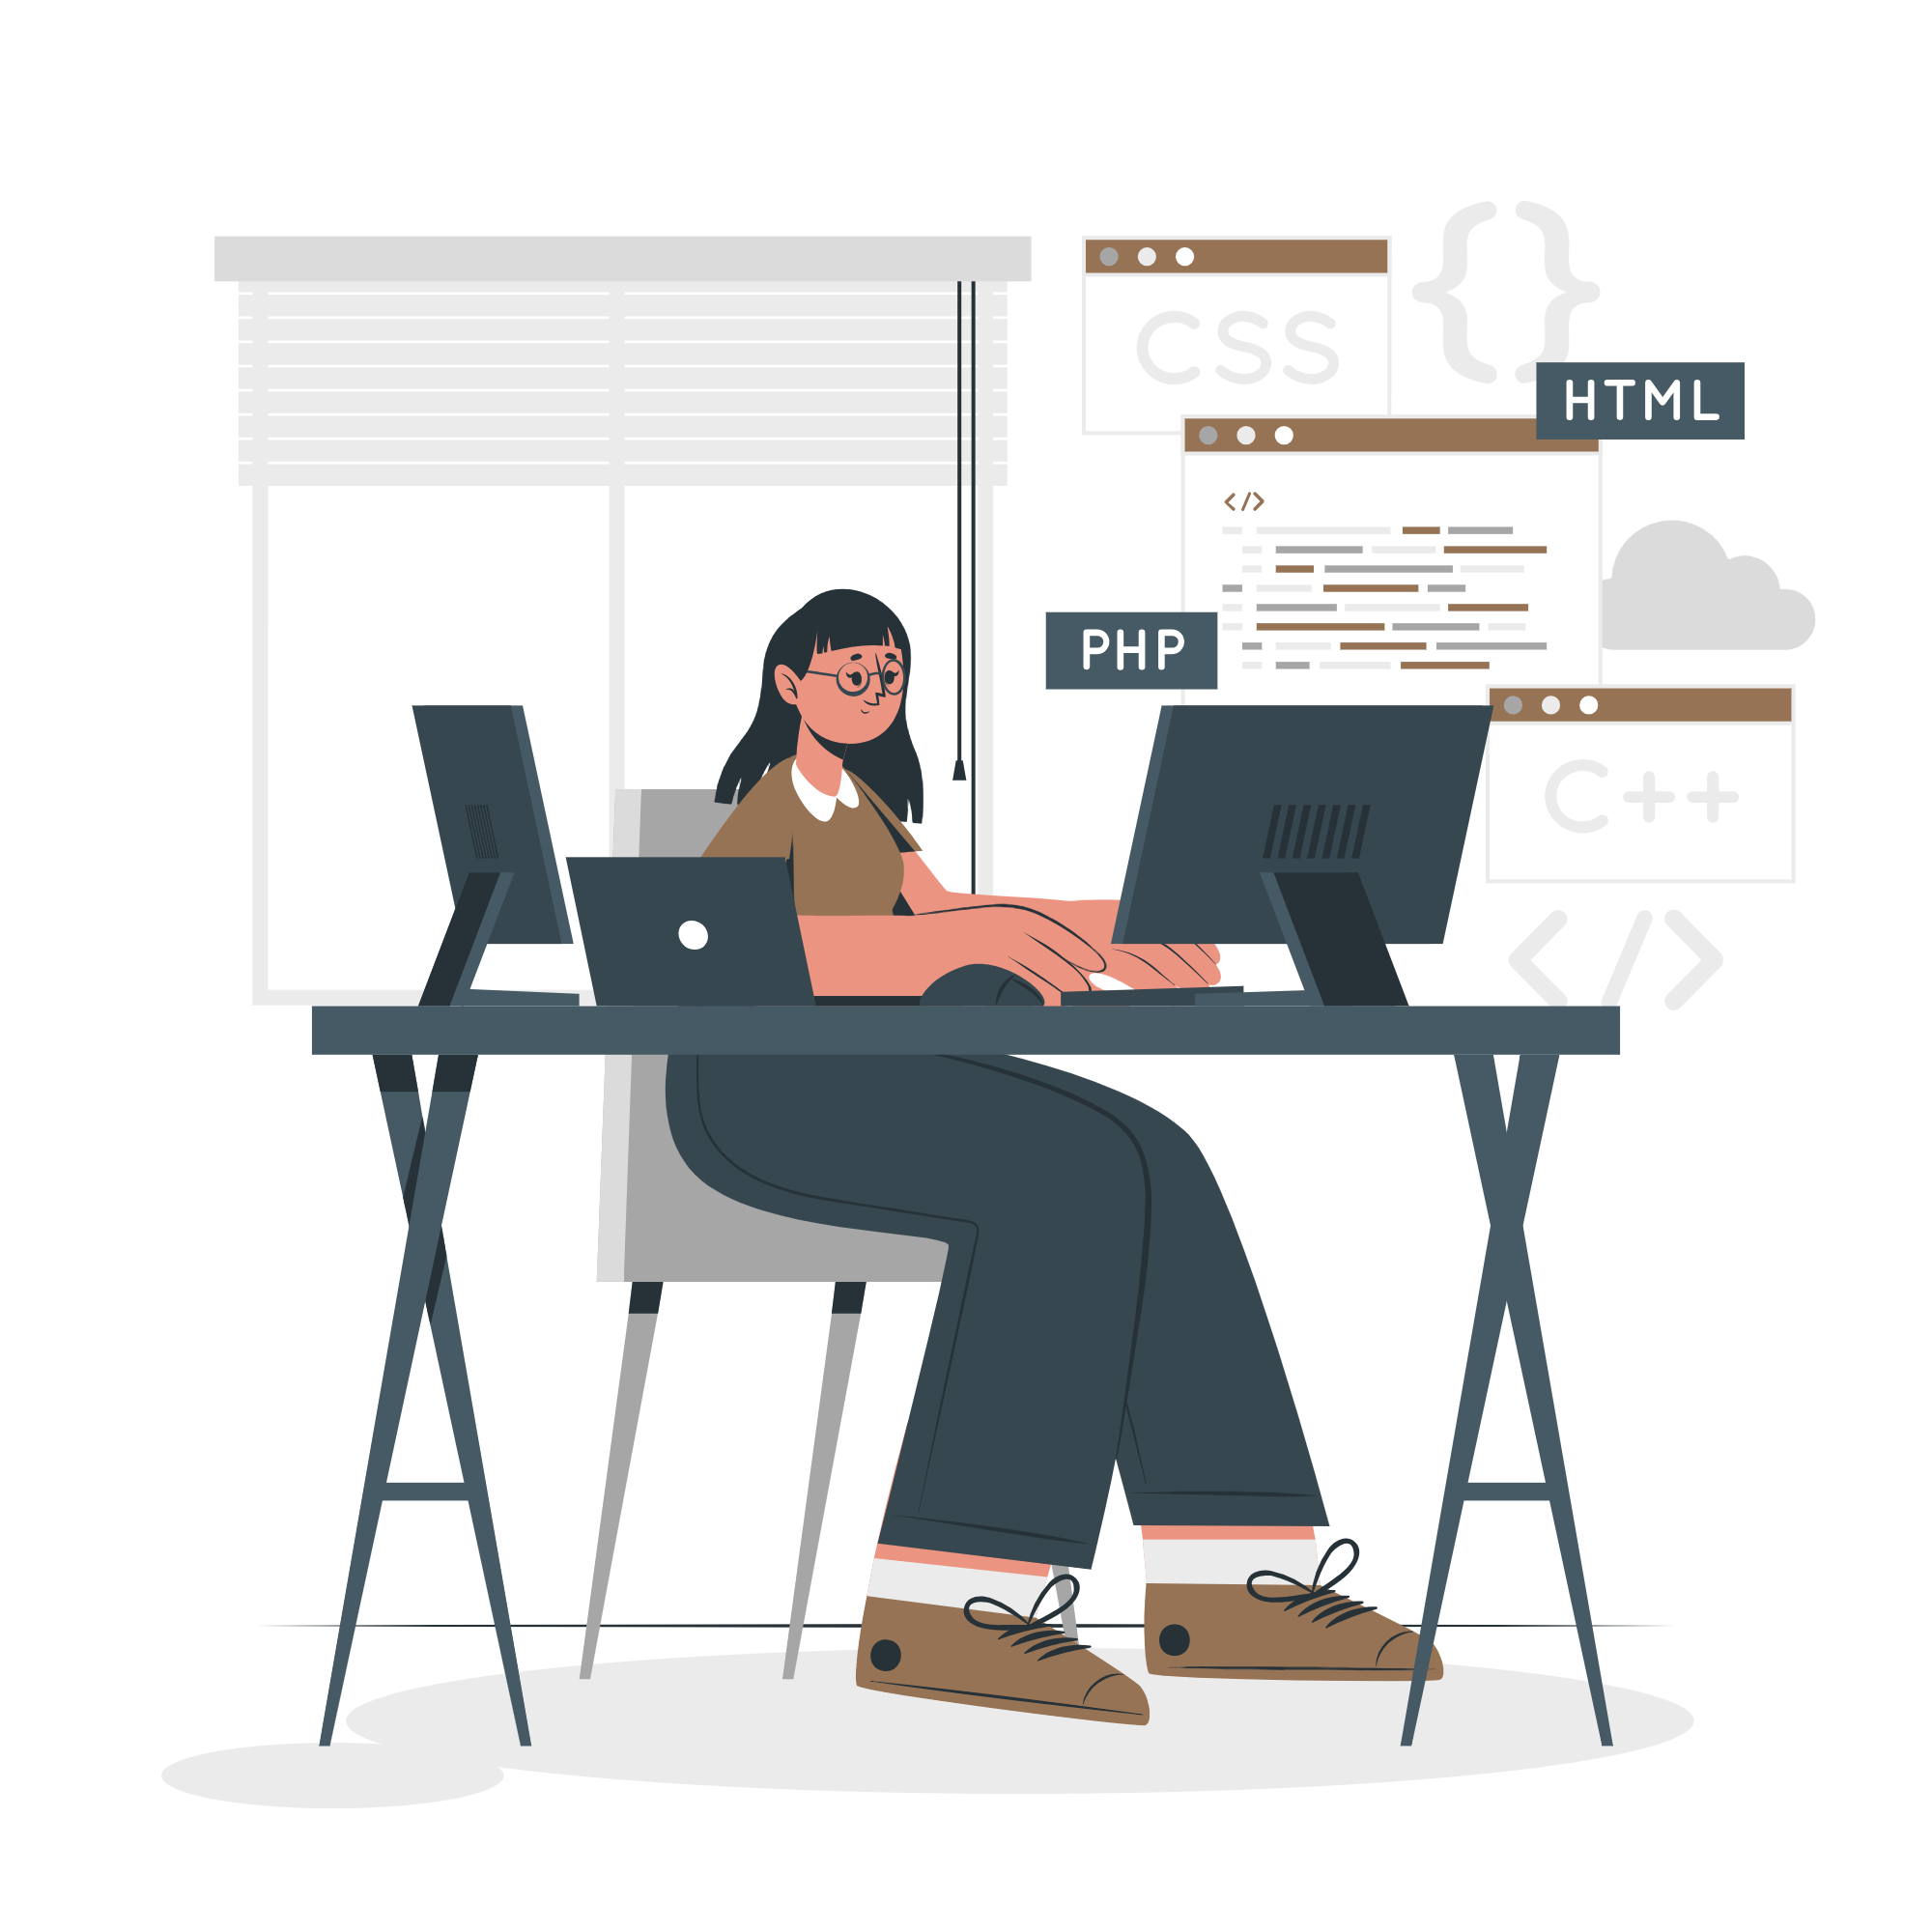 CSS
{ }
HTML
</>
PHP
C++
</>